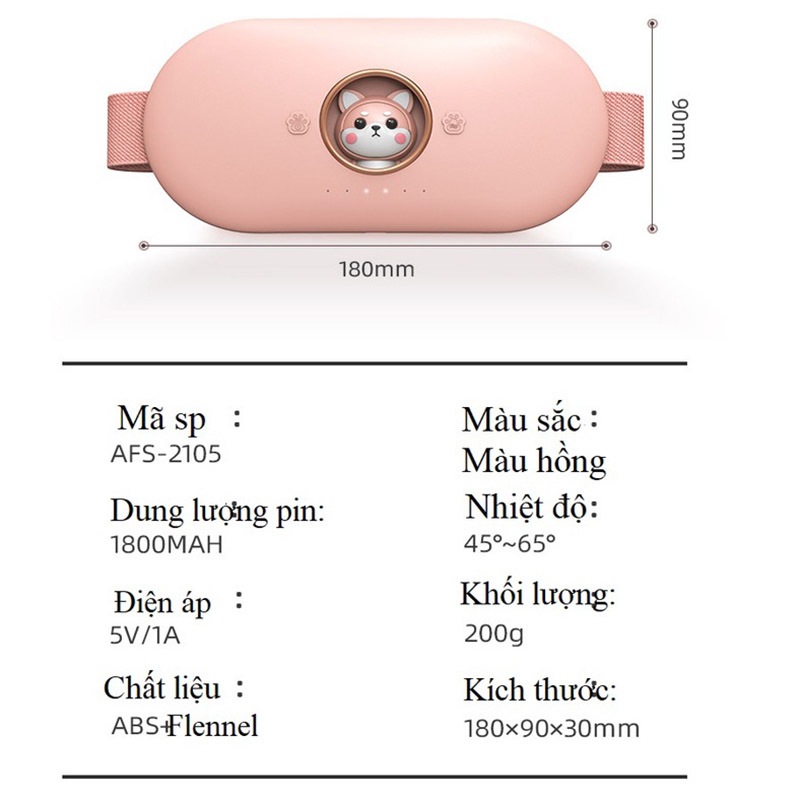 90mm
180mm
Mã sp :
AFS-2105
Màu sắc :
Màu hồng
Dung lượng pin:
1800MAH
Nhiệt độ:
45°~65°
Điện áp :
5V/1A
Khối lượng:
200g
Chất liệu :
ABS+Flennel
Kích thước:
180×90×30mm